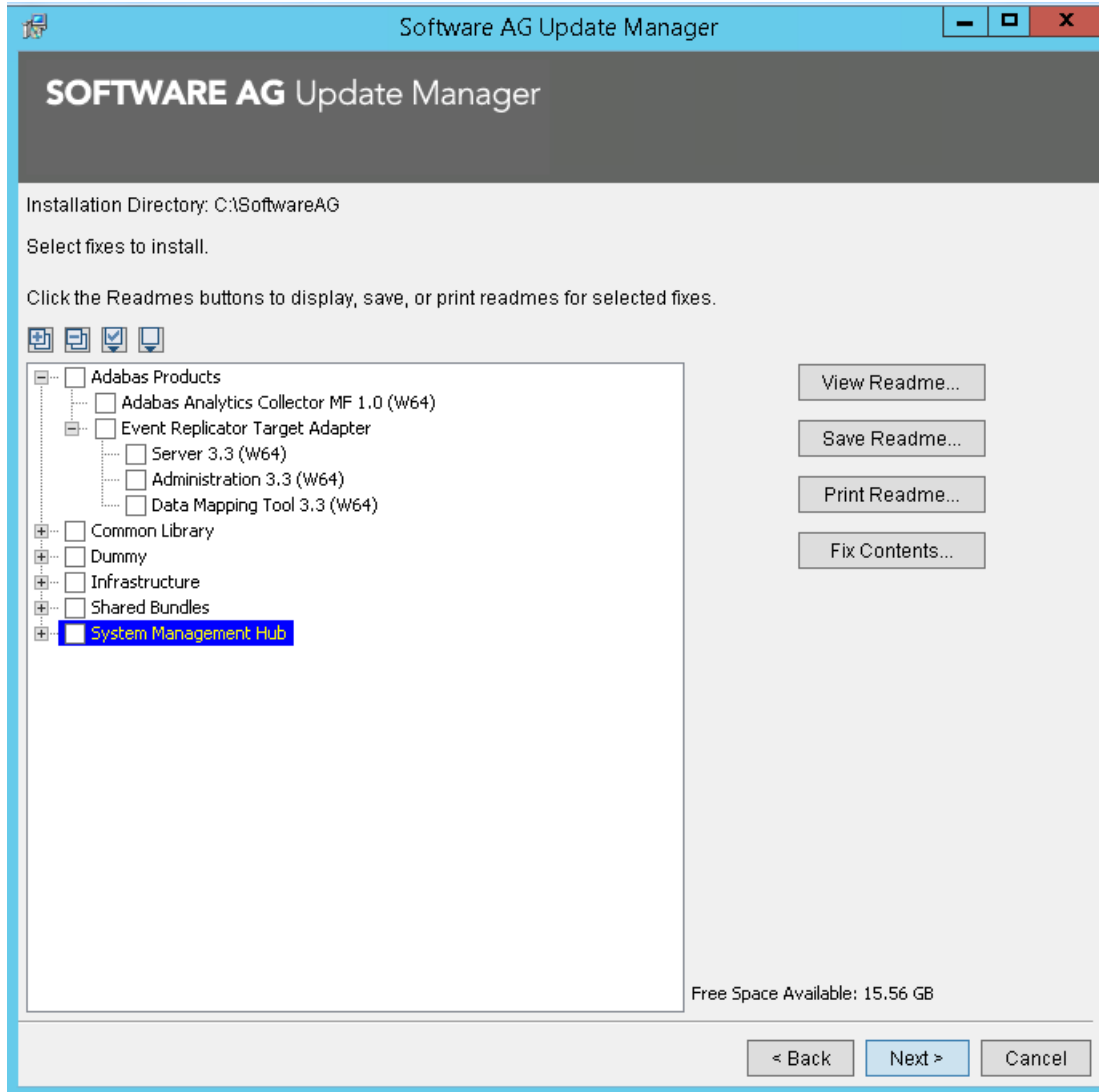 Software AG Update Manager
SOFTWARE AG Update Manager
Installation Directory: C:\SoftwareAG
Select fixes to install.
Click the Readmes buttons to display, save, or print readmes for selected fixes.
Adabas Products
Adabas Analytics Collector MF 1.0 (W64)
Event Replicator Target Adapter
Server 3.3 (W64)
Administration 3.3 (W64)
Data Mapping Tool 3.3 (W64)
Common Library
Dummy
Infrastructure
Shared Bundles
System Management Hub
View Readme...
Save Readme...
Print Readme...
Fix Contents...
Free Space Available: 15.56 GB
< Back
Next >
Cancel